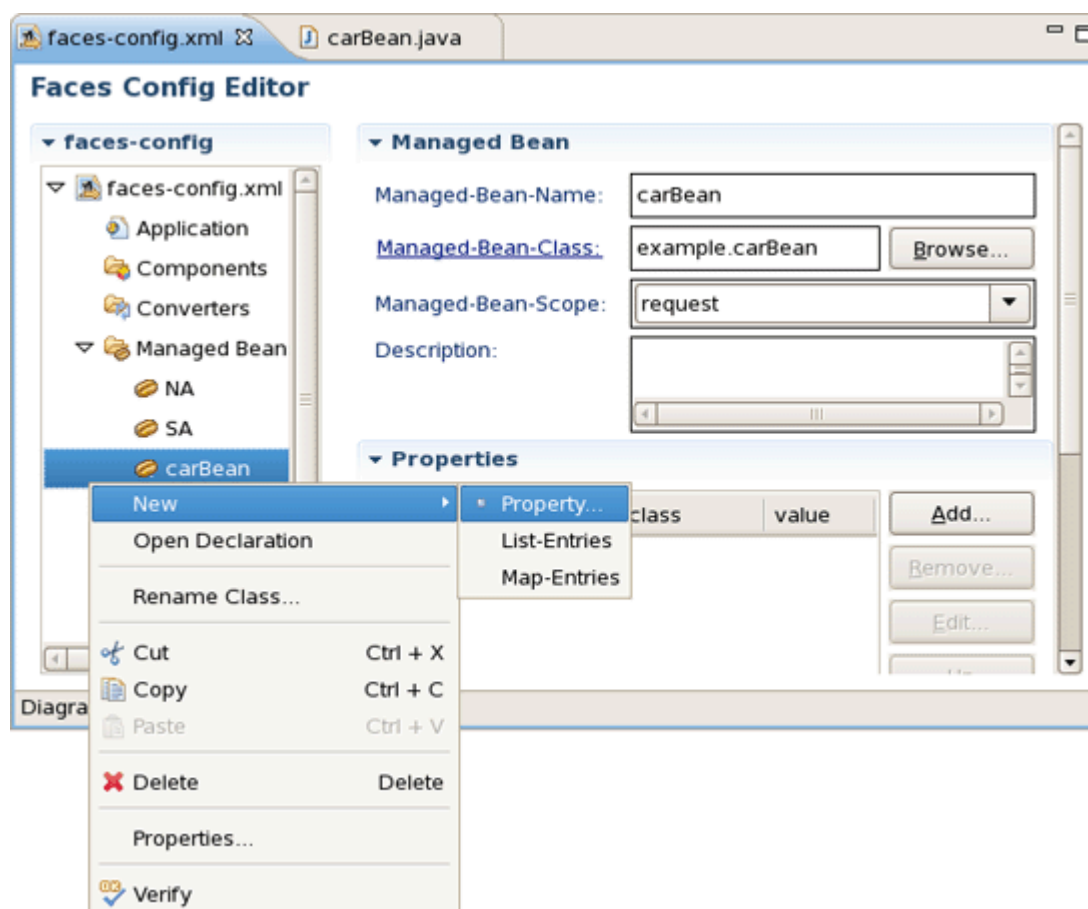 faces-config.xml
carBean.java
Faces Config Editor
faces-config
faces-config.xml
Application
Components
Converters
Managed Bean
NA
SA
carBean
Managed Bean
Managed-Bean-Name: carBean
Managed-Bean-Class: example.carBean Browse...
Managed-Bean-Scope: request
Description:
Properties
class value Add...
Remove...
Edit...
New
Property...
List-Entries
Map-Entries
Open Declaration
Rename Class...
Cut Ctrl + X
Copy Ctrl + C
Paste Ctrl + V
Delete Delete
Properties...
Verify
Diagra